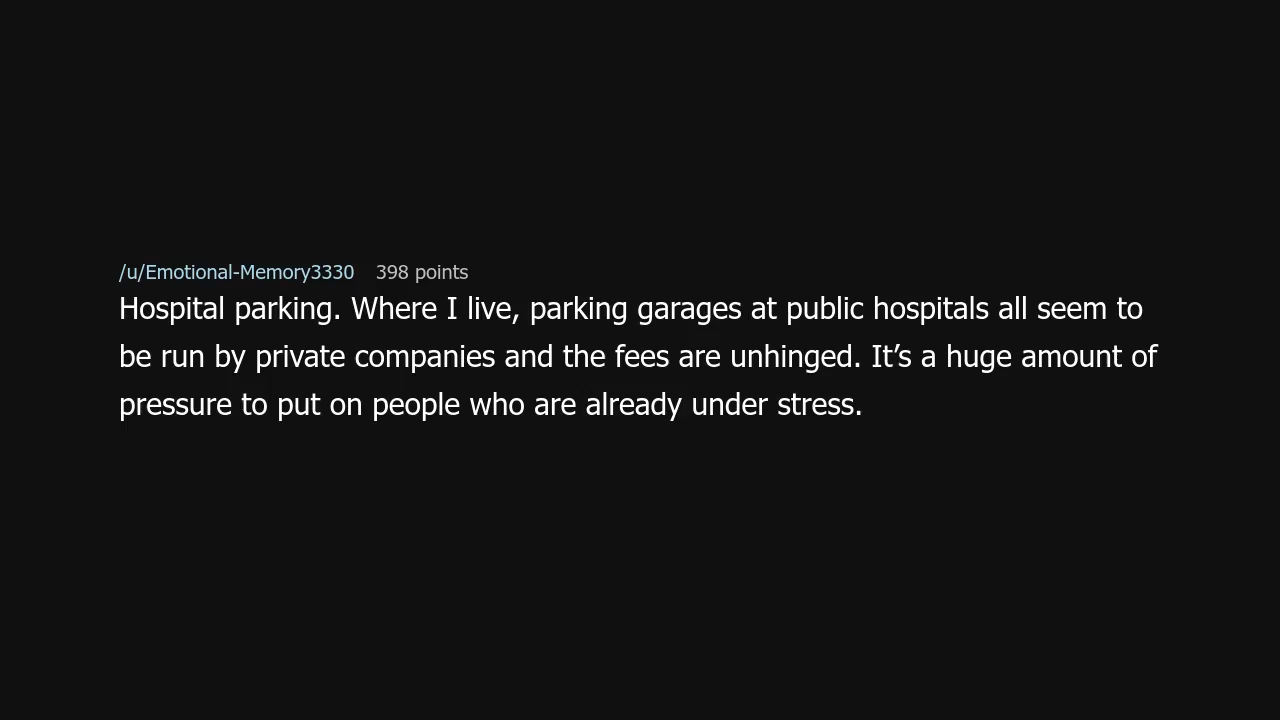 /u/Emotional-Memory3330 398 points
Hospital parking. Where I live, parking garages at public hospitals all seem to
be run by private companies and the fees are unhinged. It’s a huge amount of
pressure to put on people who are already under stress.